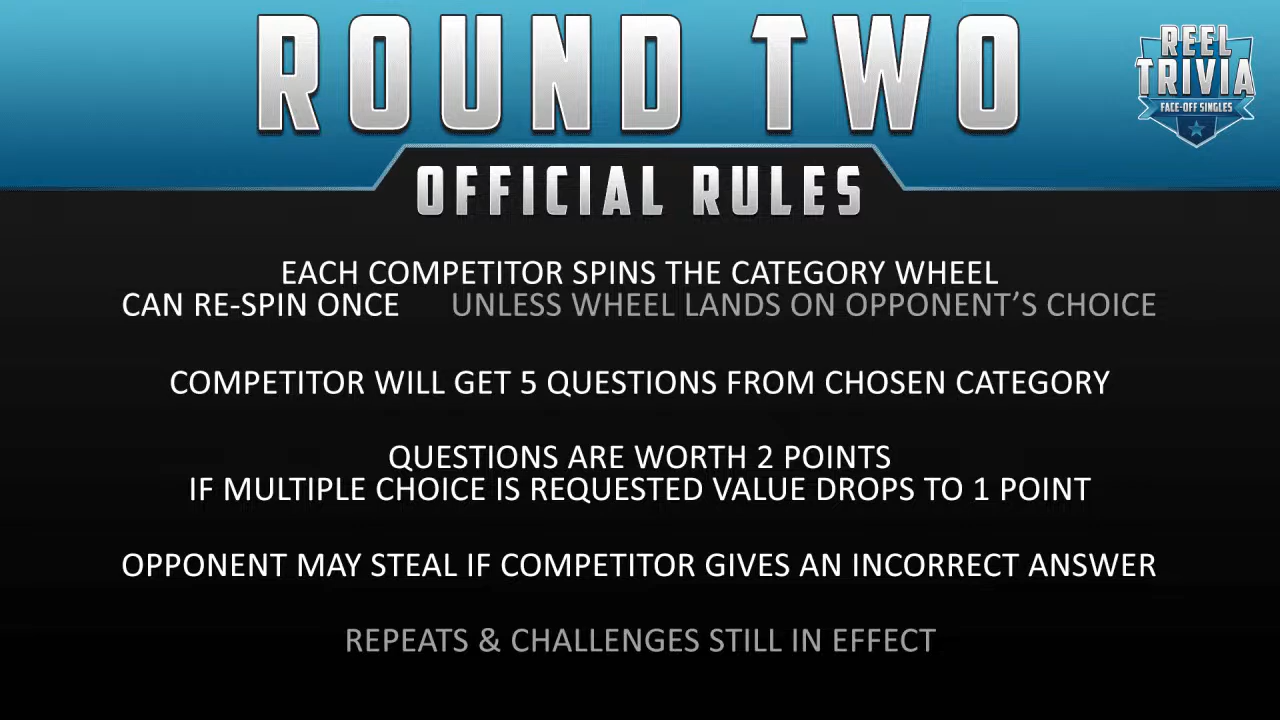 ROUND TWO
REEL
TRIVIA
FACE-OFF SINGLES
OFFICIAL RULES
EACH COMPETITOR SPINS THE CATEGORY WHEEL
CAN RE-SPIN ONCE UNLESS WHEEL LANDS ON OPPONENT’S CHOICE
COMPETITOR WILL GET 5 QUESTIONS FROM CHOSEN CATEGORY
QUESTIONS ARE WORTH 2 POINTS
IF MULTIPLE CHOICE IS REQUESTED VALUE DROPS TO 1 POINT
OPPONENT MAY STEAL IF COMPETITOR GIVES AN INCORRECT ANSWER
REPEATS & CHALLENGES STILL IN EFFECT